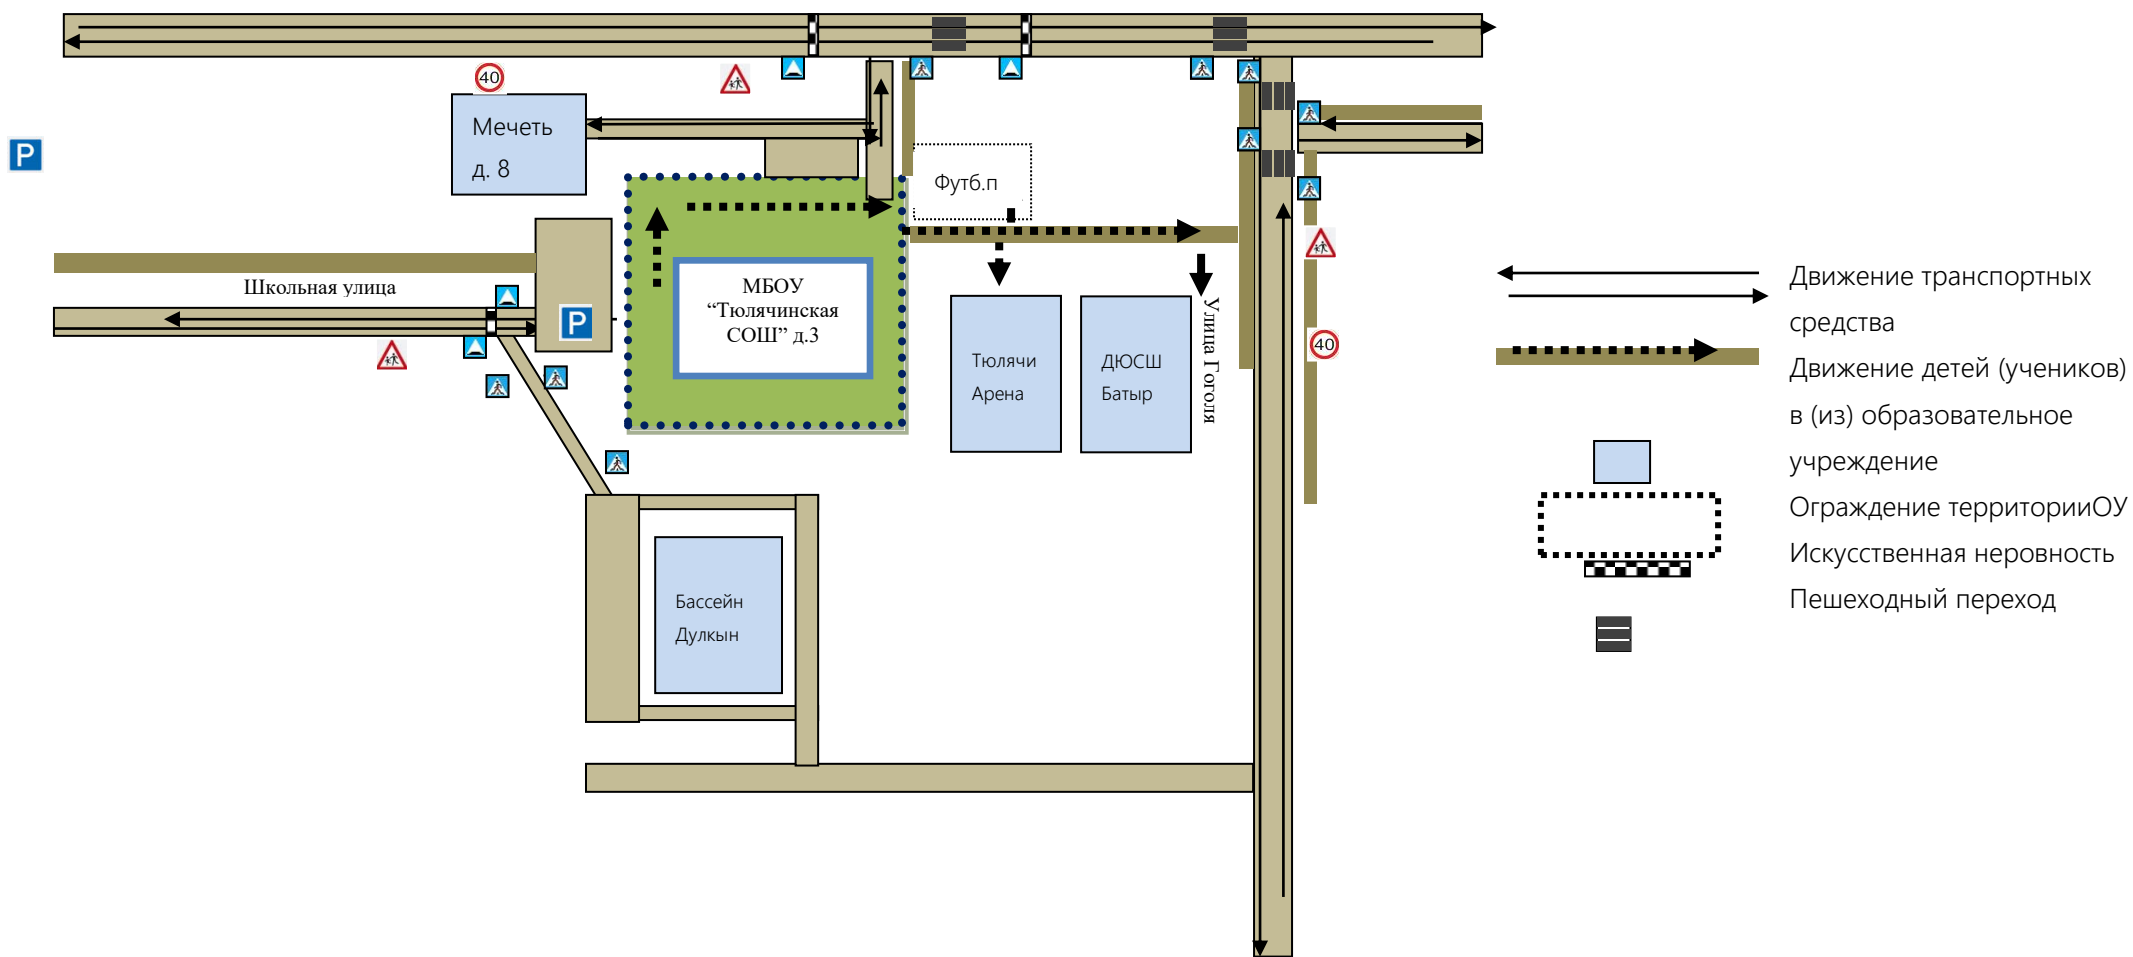 40
Мечеть
д. 8
P
Футб.п
Школьная улица
P
МБОУ
“Тюлячинская
СОШ” д.3
Тюлячи
Арена
ДЮСШ
Батыр
Улица Гоголя
40
Бассейн
Дулкын
Движение транспортных
средства
Движение детей (учеников)
в (из) образовательное
учреждение
Ограждение территорииОУ
Искусственная неровность
Пешеходный переход